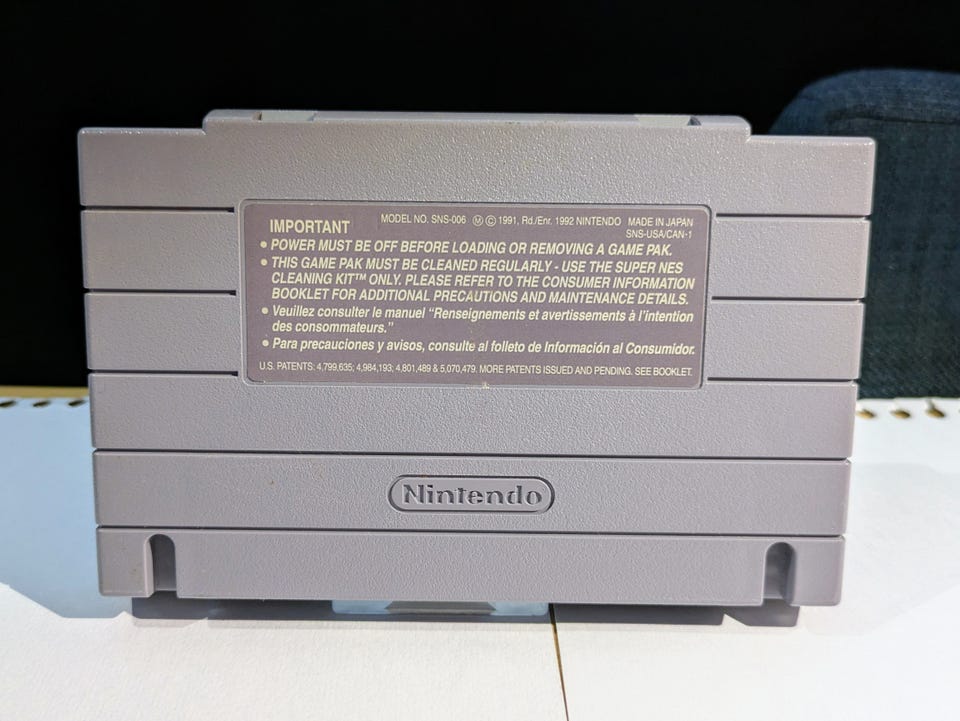 MODEL NO. SNS-006 Ⓜ © 1991, Rd./Enr. 1992 NINTENDO MADE IN JAPAN
SNS-USA/CAN-1
IMPORTANT
• POWER MUST BE OFF BEFORE LOADING OR REMOVING A GAME PAK.
• THIS GAME PAK MUST BE CLEANED REGULARLY - USE THE SUPER NES
CLEANING KIT™ ONLY. PLEASE REFER TO THE CONSUMER INFORMATION
BOOKLET FOR ADDITIONAL PRECAUTIONS AND MAINTENANCE DETAILS.
• Veuillez consulter le manuel “Renseignements et avertissements à l’intention
des consommateurs.”
• Para precauciones y avisos, consulte al folleto de Información al Consumidor.
U.S. PATENTS: 4,799,635; 4,984,193; 4,801,489 & 5,070,479. MORE PATENTS ISSUED AND PENDING. SEE BOOKLET.
Nintendo